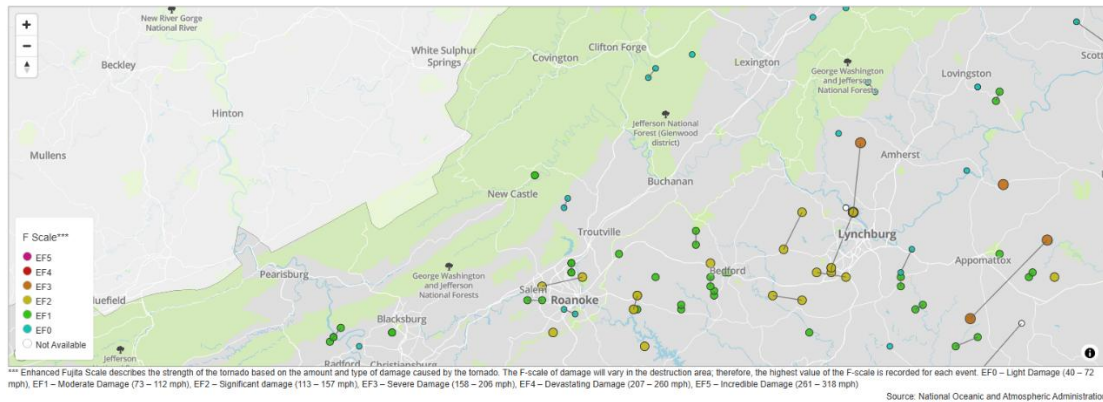 New River Gorge
National River
Beckley
White Sulphur
Springs
Covington
Clifton Forge
Lexington
George Washington
and Jefferson
National Forests
Lovingston
Scott
Hinton
Mullens
Jefferson National
Forest (Glenwood
district)
Amherst
New Castle
Buchanan
Troutville
Lynchburg
Appomattox
Pearisburg
George Washington
and Jefferson
National Forests
Bedford
Salem
Roanoke
Bluefield
Blacksburg
Jefferson
Radford
Christiansburg
F Scale***
EF5
EF4
EF3
EF2
EF1
EF0
Not Available
*** Enhanced Fujita Scale describes the strength of the tornado based on the amount and type of damage caused by the tornado. The F-scale of damage will vary in the destruction area; therefore, the highest value of the F-scale is recorded for each event. EF0 – Light Damage (40 – 72
mph), EF1 – Moderate Damage (73 – 112 mph), EF2 – Significant damage (113 – 157 mph), EF3 – Severe Damage (158 – 206 mph), EF4 – Devastating Damage (207 – 260 mph), EF5 – Incredible Damage (261 – 318 mph)
Source: National Oceanic and Atmospheric Administration